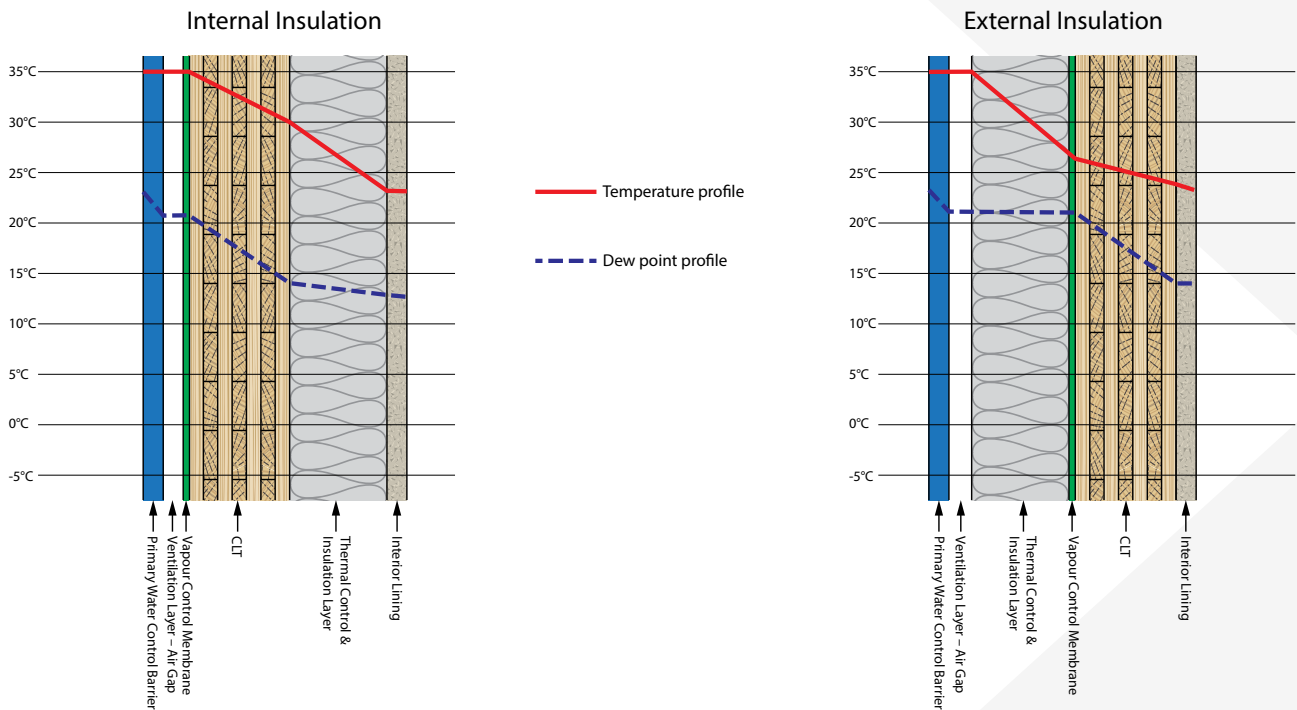 Internal Insulation
35°C
30°C
25°C
20°C
15°C
10°C
5°C
0°C
-5°C
Primary Water Control Barrier
Ventilation Layer – Air Gap
Vapour Control Membrane
CLT
Thermal Control &
Insulation Layer
Interior Lining
Temperature profile
Dew point profile
External Insulation
35°C
30°C
25°C
20°C
15°C
10°C
5°C
0°C
-5°C
Primary Water Control Barrier
Ventilation Layer – Air Gap
Thermal Control &
Insulation Layer
Vapour Control Membrane
CLT
Interior Lining